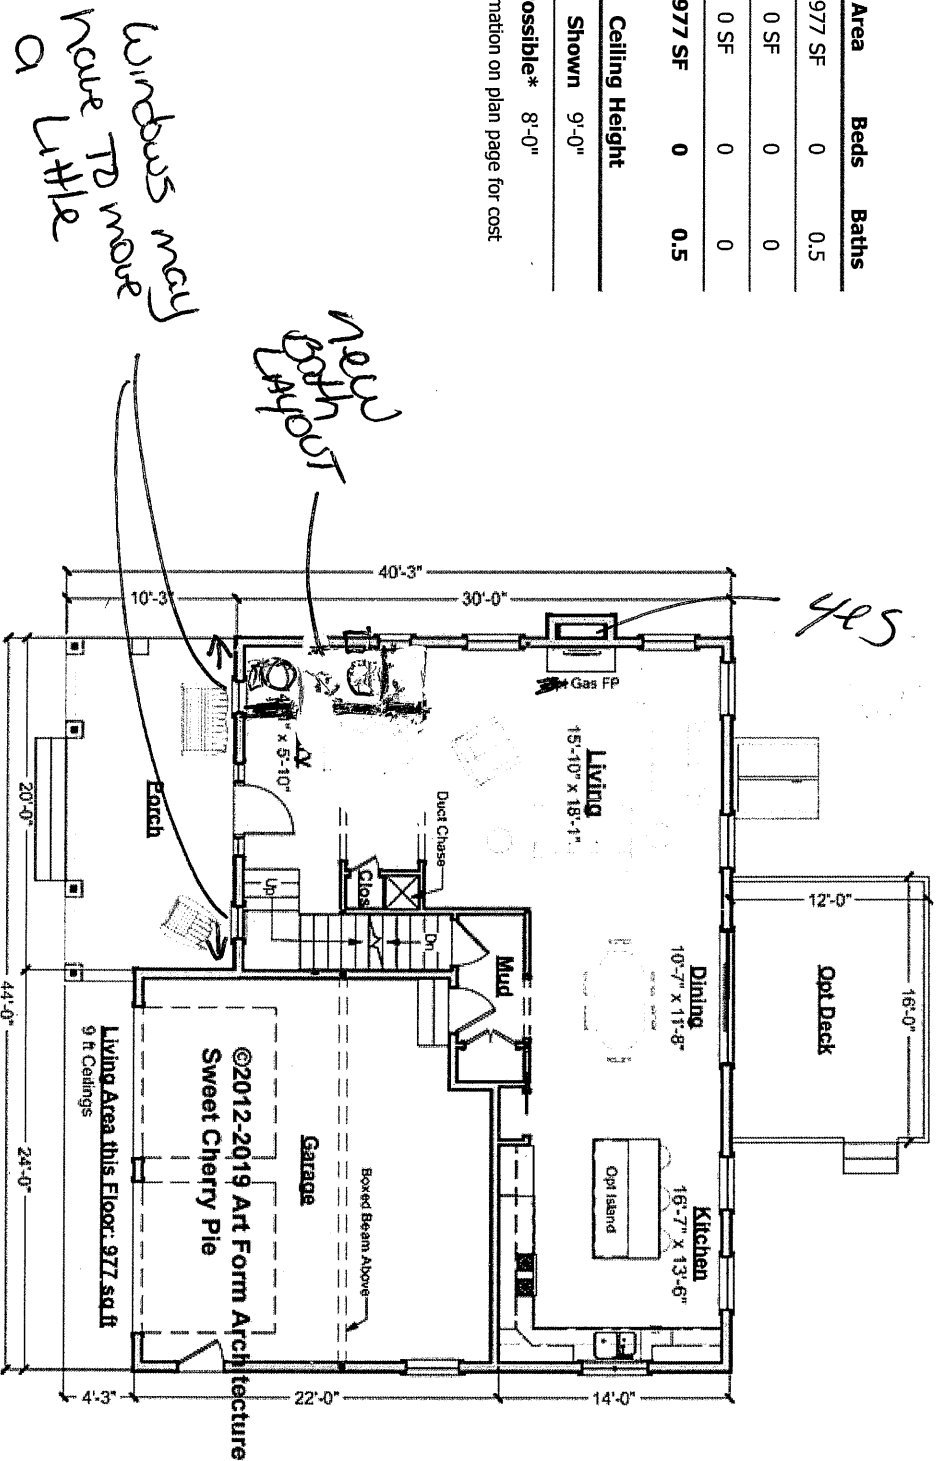 Area Beds Baths
977 SF 0 0.5
0 SF 0 0
0 SF 0 0
977 SF 0 0.5
Ceiling Height
Shown 9'-0"
ossible* 8'-0"
mation on plan page for cost
Windows may
have TO move
a Little
new
Bath
LAYOUT
yes
40'-3"
10'-3"
30'-0"
Gas FP
Living
15'-10" x 18'-1"
x 5'-10"
Duct Chase
Clos
Up
Dn
Mud
Porch
20'-0"
44'-0"
24'-0"
Dining
10'-7" x 11'-8"
Opt Deck
12'-0"
16'-0"
Kitchen
16'-7" x 13'-6"
Opt Island
Garage
Boxed Beam Above
©2012-2019 Art Form Architecture
Sweet Cherry Pie
Living Area this Floor: 977 sq ft
9 ft Ceilings
4'-3"
22'-0"
14'-0"